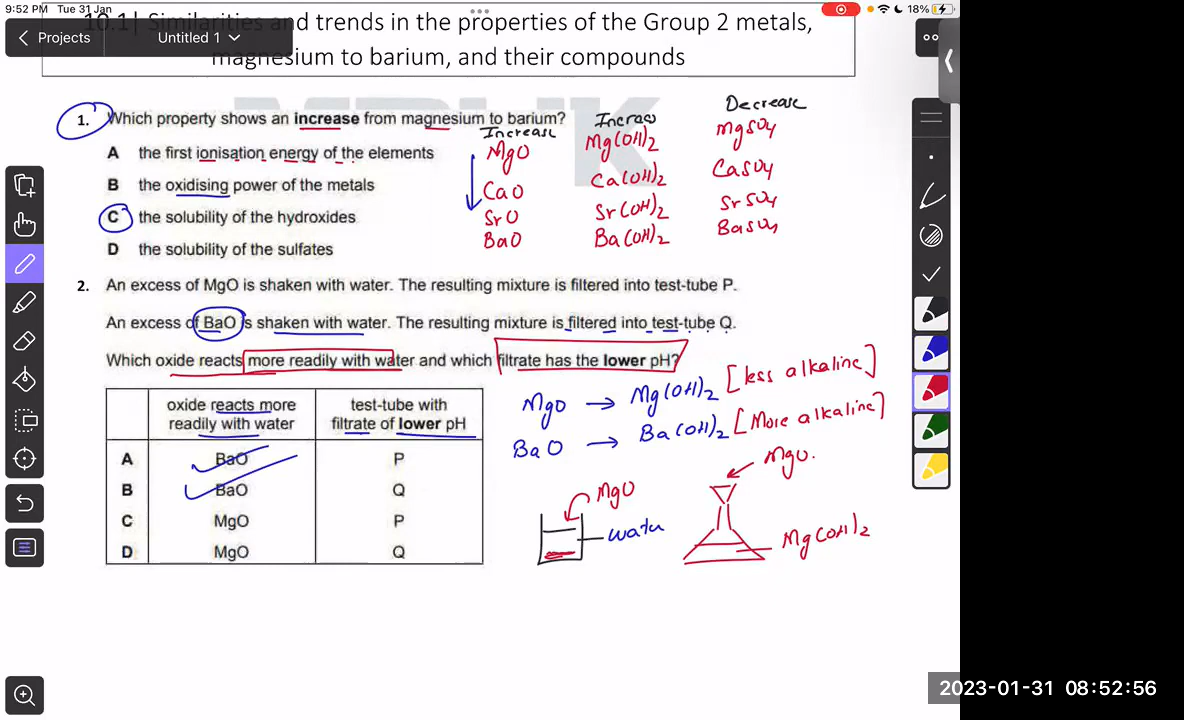 9:52 PM Tue 31 Jan
18%
10.1| Similarities and trends in the properties of the Group 2 metals,
magnesium to barium, and their compounds
Projects
Untitled 1
1. Which property shows an increase from magnesium to barium?
A the first ionisation energy of the elements
B the oxidising power of the metals
C the solubility of the hydroxides
D the solubility of the sulfates
Increase
MgO
CaO
SrO
BaO
Increas
Mg(OH)2
Ca(OH)2
Sr(OH)2
Ba(OH)2
Decrease
MgSO4
CaSO4
SrSO4
BaSO4
2. An excess of MgO is shaken with water. The resulting mixture is filtered into test-tube P.
An excess of BaO is shaken with water. The resulting mixture is filtered into test-tube Q.
Which oxide reacts more readily with water and which filtrate has the lower pH?
oxide reacts more readily with water
test-tube with filtrate of lower pH
A BaO P
B BaO Q
C MgO P
D MgO Q
MgO → Mg(OH)2 [less alkaline]
BaO → Ba(OH)2 [More alkaline]
MgO
water
MgO.
Mg(OH)2
2023-01-31 08:52:56